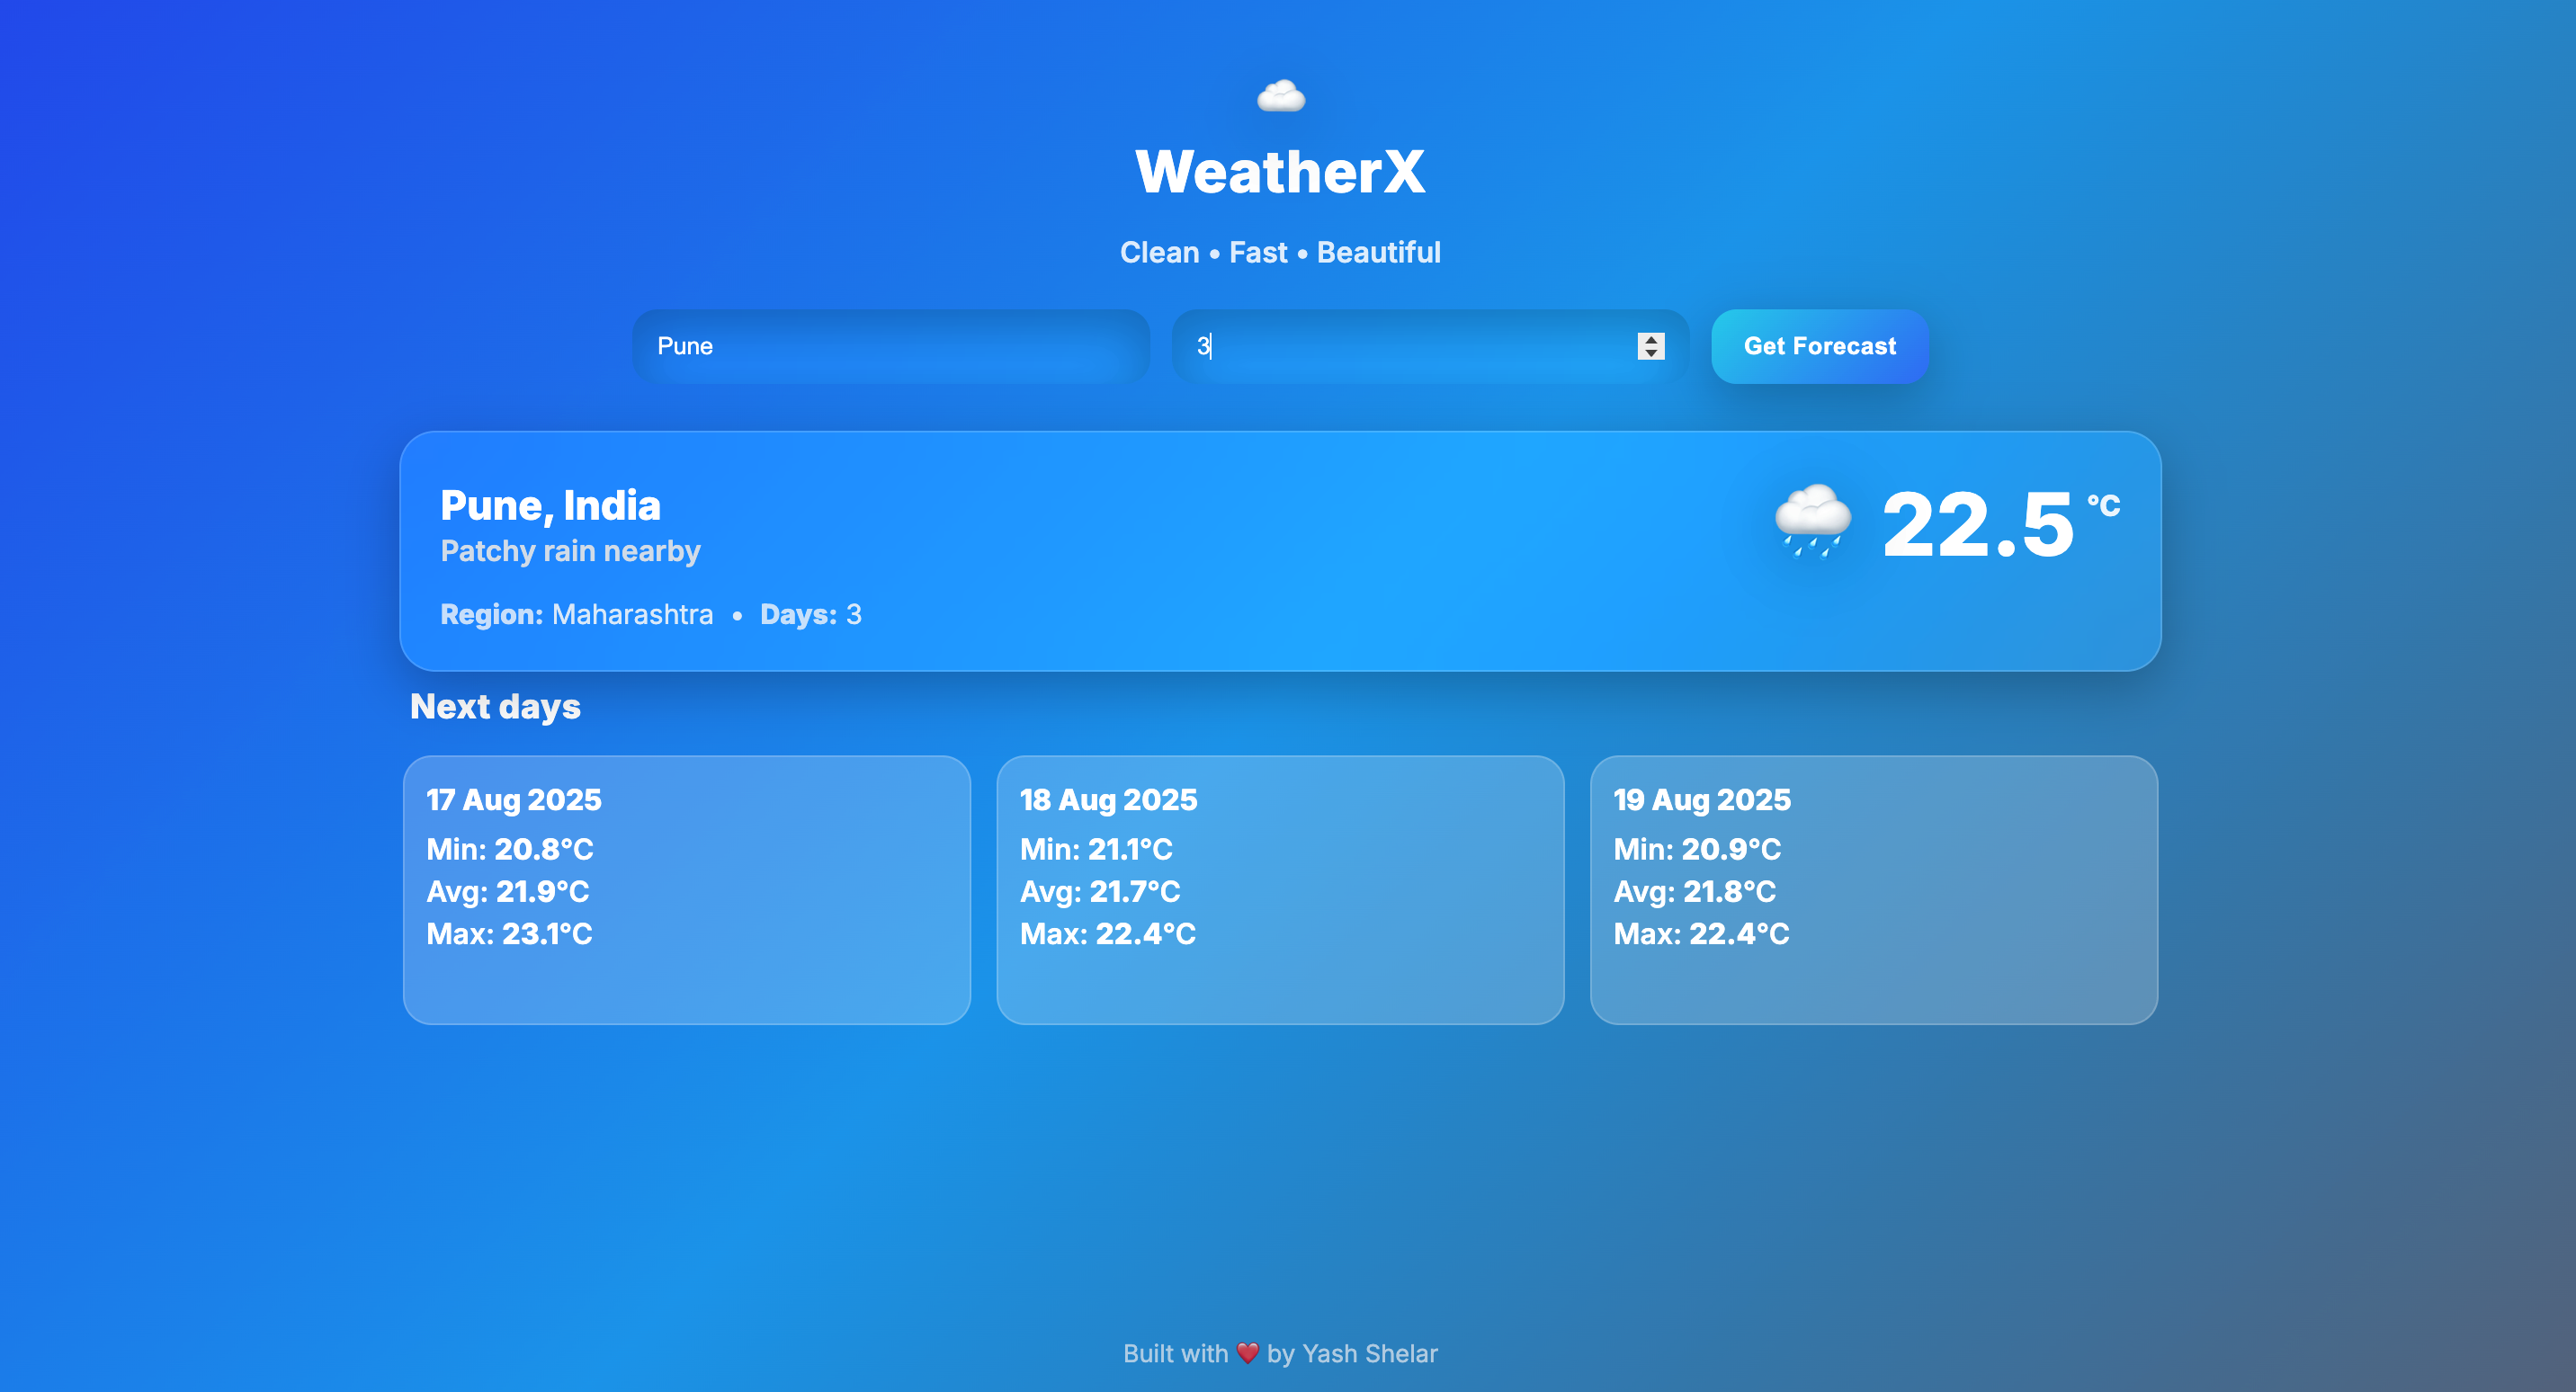 WeatherX
Clean • Fast • Beautiful
Pune
3
Get Forecast
Pune, India
22.5 °C
Patchy rain nearby
Region: Maharashtra • Days: 3
Next days
17 Aug 2025
Min: 20.8°C
Avg: 21.9°C
Max: 23.1°C
18 Aug 2025
Min: 21.1°C
Avg: 21.7°C
Max: 22.4°C
19 Aug 2025
Min: 20.9°C
Avg: 21.8°C
Max: 22.4°C
Built with ❤️ by Yash Shelar